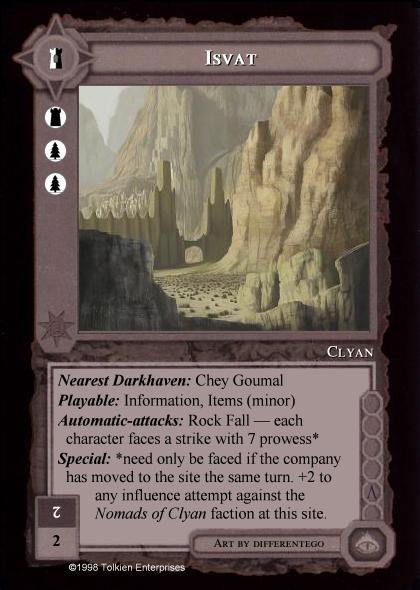 ISVAT
CLYAN
Nearest Darkhaven: Chey Goumal
Playable: Information, Items (minor)
Automatic-attacks: Rock Fall — each
character faces a strike with 7 prowess*
Special: *need only be faced if the company
has moved to the site the same turn. +2 to
any influence attempt against the
Nomads of Clyan faction at this site.
2
2
ART BY DIFFERENTEGO
©1998 Tolkien Enterprises